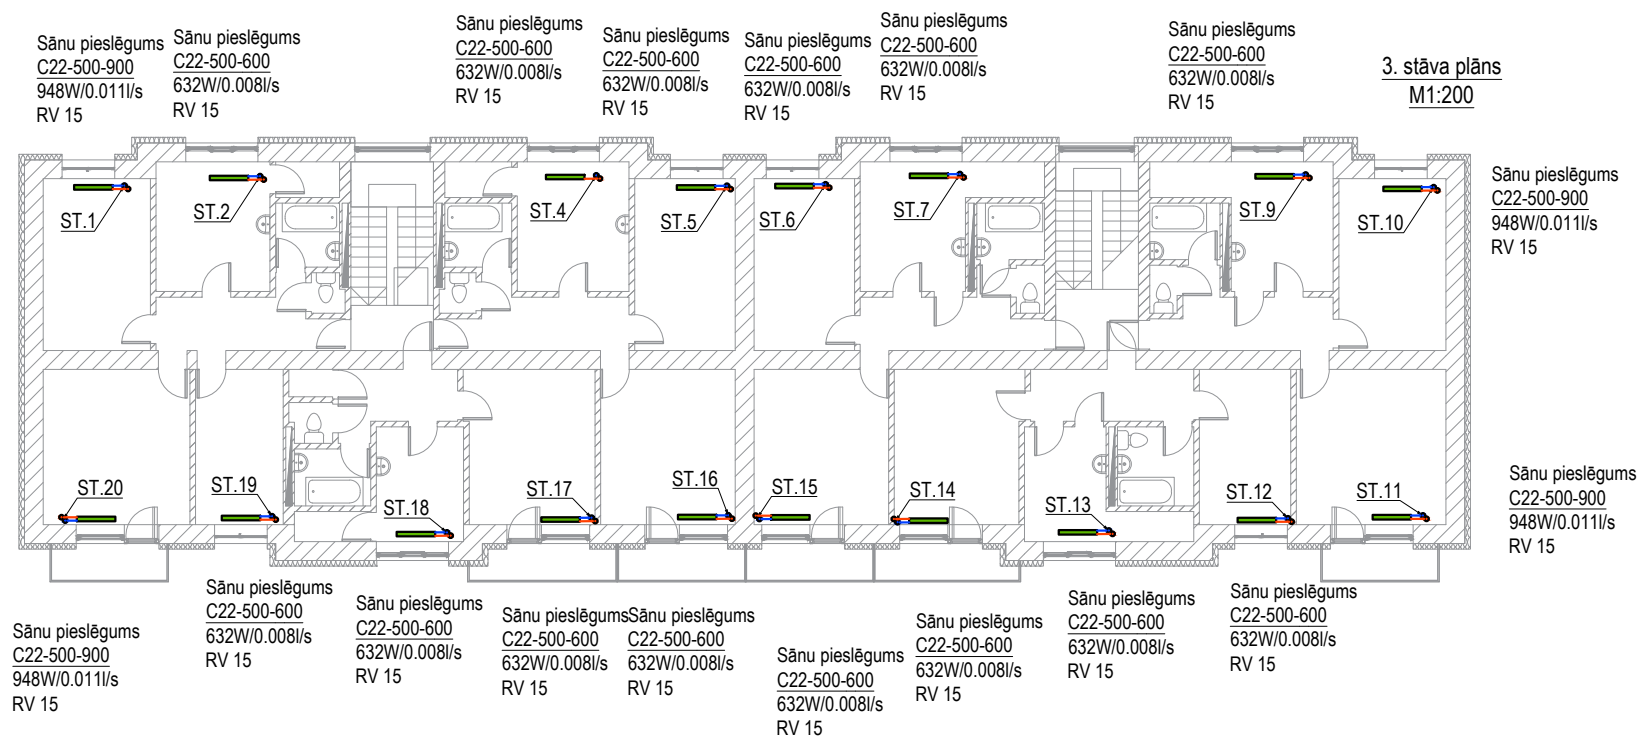 Sānu pieslēgums
C22-500-900
948W/0.011l/s
RV 15
Sānu pieslēgums
C22-500-600
632W/0.008l/s
RV 15
Sānu pieslēgums
C22-500-600
632W/0.008l/s
RV 15
Sānu pieslēgums
C22-500-600
632W/0.008l/s
RV 15
Sānu pieslēgums
C22-500-600
632W/0.008l/s
RV 15
Sānu pieslēgums
C22-500-600
632W/0.008l/s
RV 15
Sānu pieslēgums
C22-500-600
632W/0.008l/s
RV 15
3. stāva plāns
M1:200
Sānu pieslēgums
C22-500-900
948W/0.011l/s
RV 15
ST.1
ST.2
ST.4
ST.5
ST.6
ST.7
ST.9
ST.10
ST.20
ST.19
ST.18
ST.17
ST.16
ST.15
ST.14
ST.13
ST.12
ST.11
Sānu pieslēgums
C22-500-900
948W/0.011l/s
RV 15
Sānu pieslēgums
C22-500-900
948W/0.011l/s
RV 15
Sānu pieslēgums
C22-500-600
632W/0.008l/s
RV 15
Sānu pieslēgums
C22-500-600
632W/0.008l/s
RV 15
Sānu pieslēgums
C22-500-600
632W/0.008l/s
RV 15
Sānu pieslēgums
C22-500-600
632W/0.008l/s
RV 15
Sānu pieslēgums
C22-500-600
632W/0.008l/s
RV 15
Sānu pieslēgums
C22-500-600
632W/0.008l/s
RV 15
Sānu pieslēgums
C22-500-600
632W/0.008l/s
RV 15
Sānu pieslēgums
C22-500-600
632W/0.008l/s
RV 15